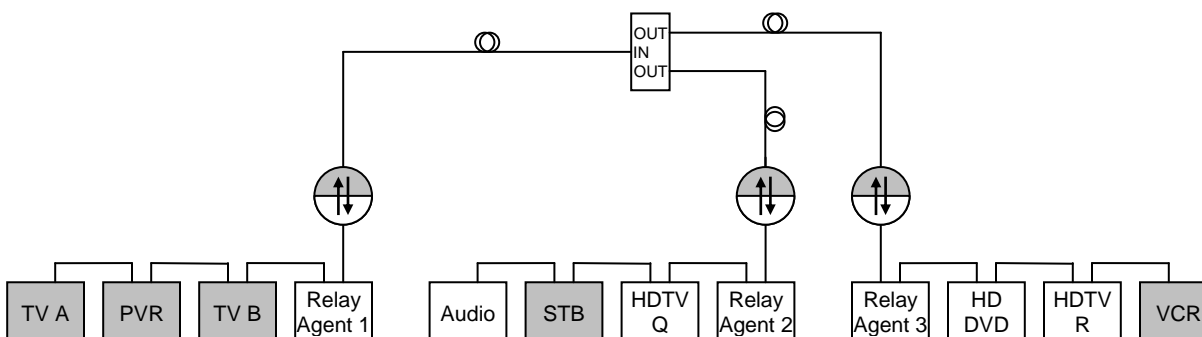 OUT
IN
OUT
TV A
PVR
TV B
Relay
Agent 1
Audio
STB
HDTV
Q
Relay
Agent 2
Relay
Agent 3
HD
DVD
HDTV
R
VCR